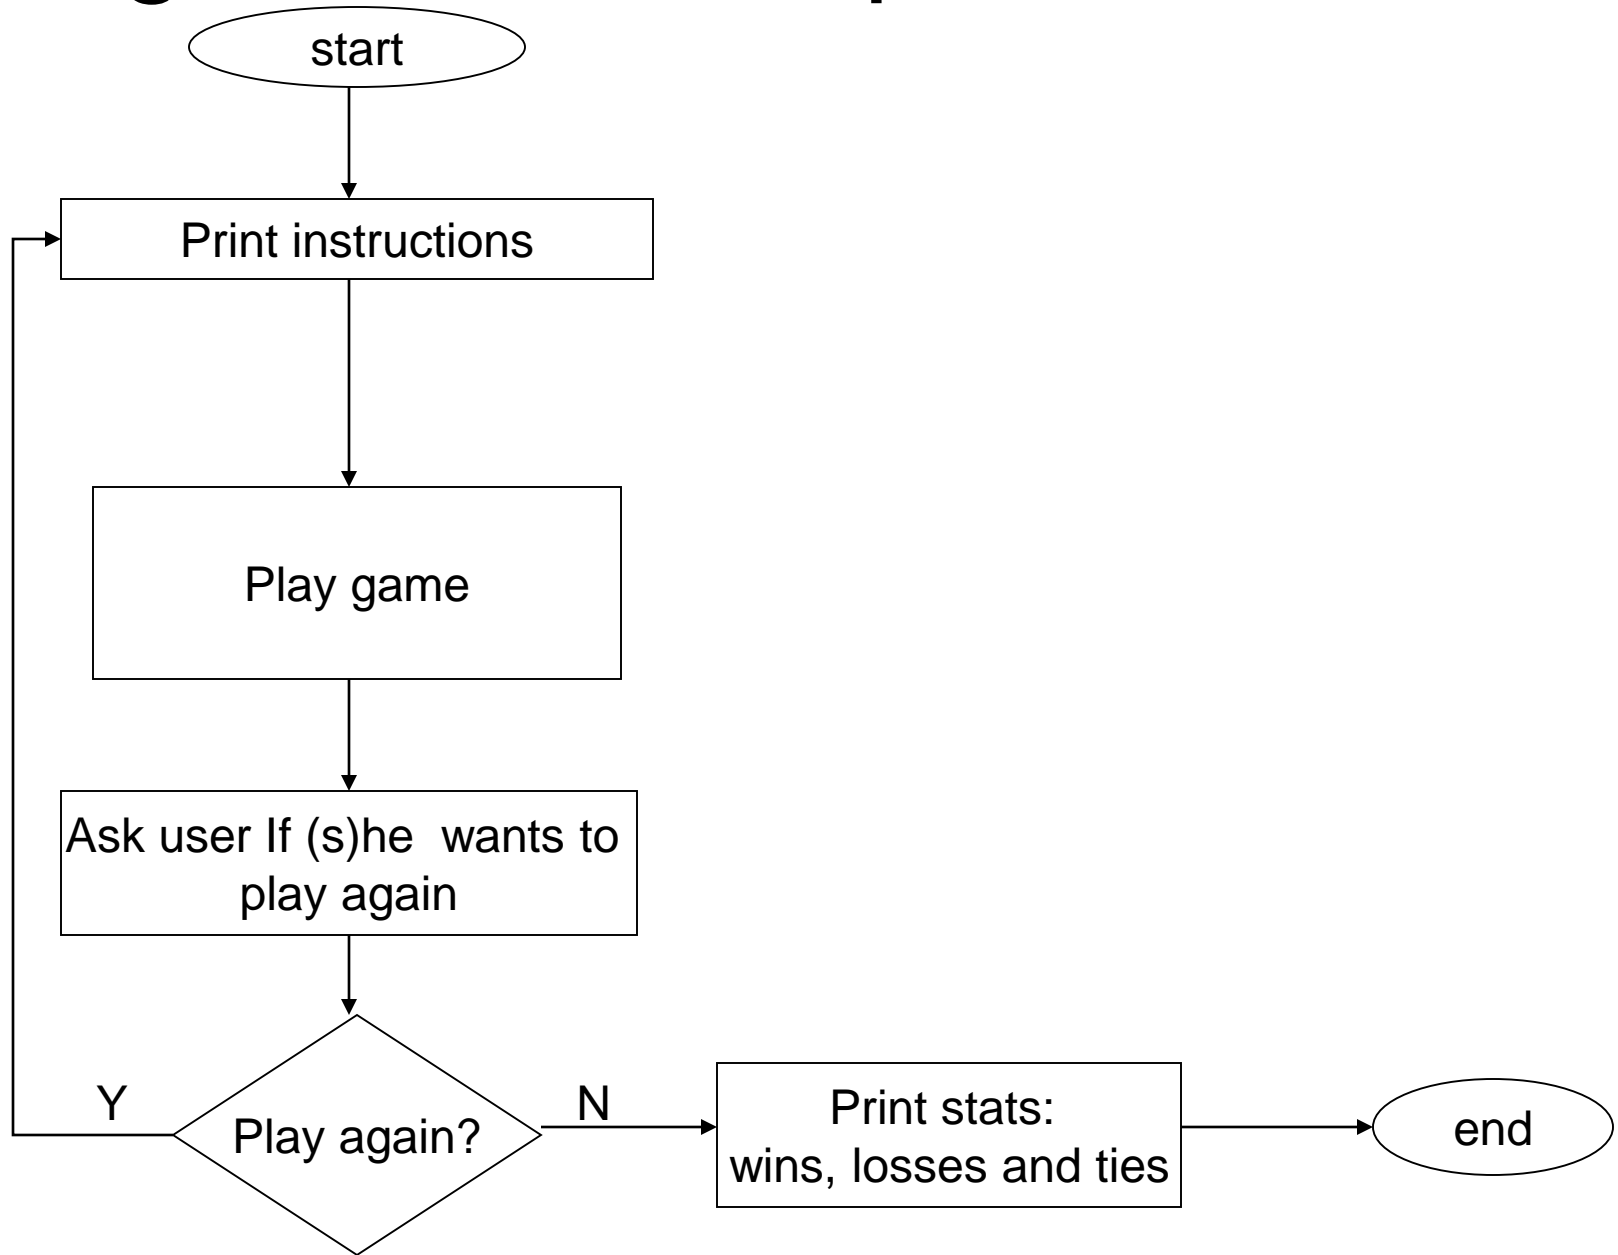 start
Print instructions
Play game
Ask user If (s)he  wants to
play again
Play again?
Y
N
Print stats:
wins, losses and ties
end